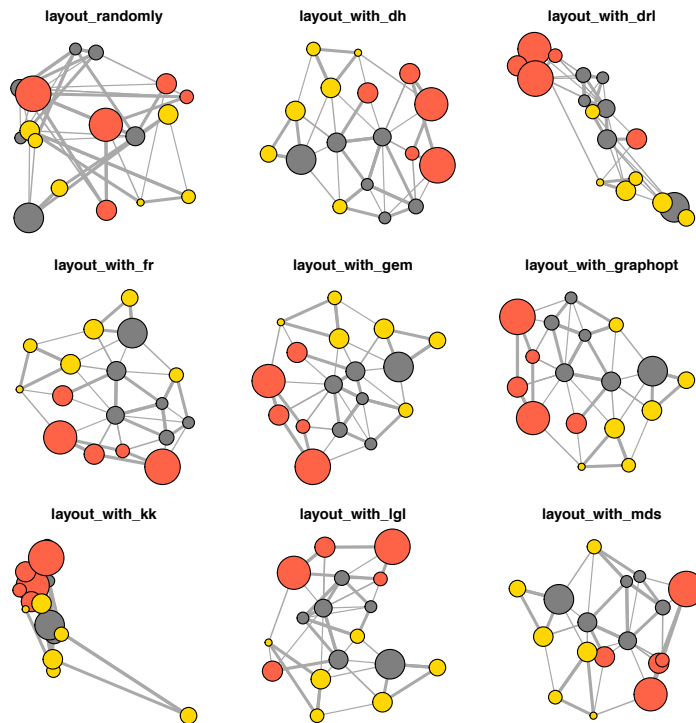 layout_randomly
layout_with_dh
layout_with_drl
layout_with_fr
layout_with_gem
layout_with_graphopt
layout_with_kk
layout_with_lgl
layout_with_mds